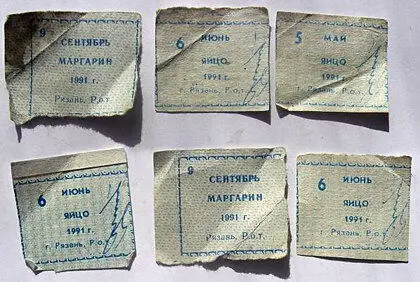 9
СЕНТЯБРЬ
МАРГАРИН
1991 г.
Рязань, Р.о.т
6 ИЮНЬ
ЯЙЦО
1991 г.
г. Рязань, Р.о.т.
5 МАЙ
ЯЙЦО
1991 г.
г. Рязань, Р.о.т.
6 ИЮНЬ
ЯЙЦО
1991 г.
г. Рязань, Р.о.т.
9
СЕНТЯБРЬ
МАРГАРИН
1991 г.
Рязань, Р.о.т
6 ИЮНЬ
ЯЙЦО
1991 г.
г. Рязань, Р.о.т.